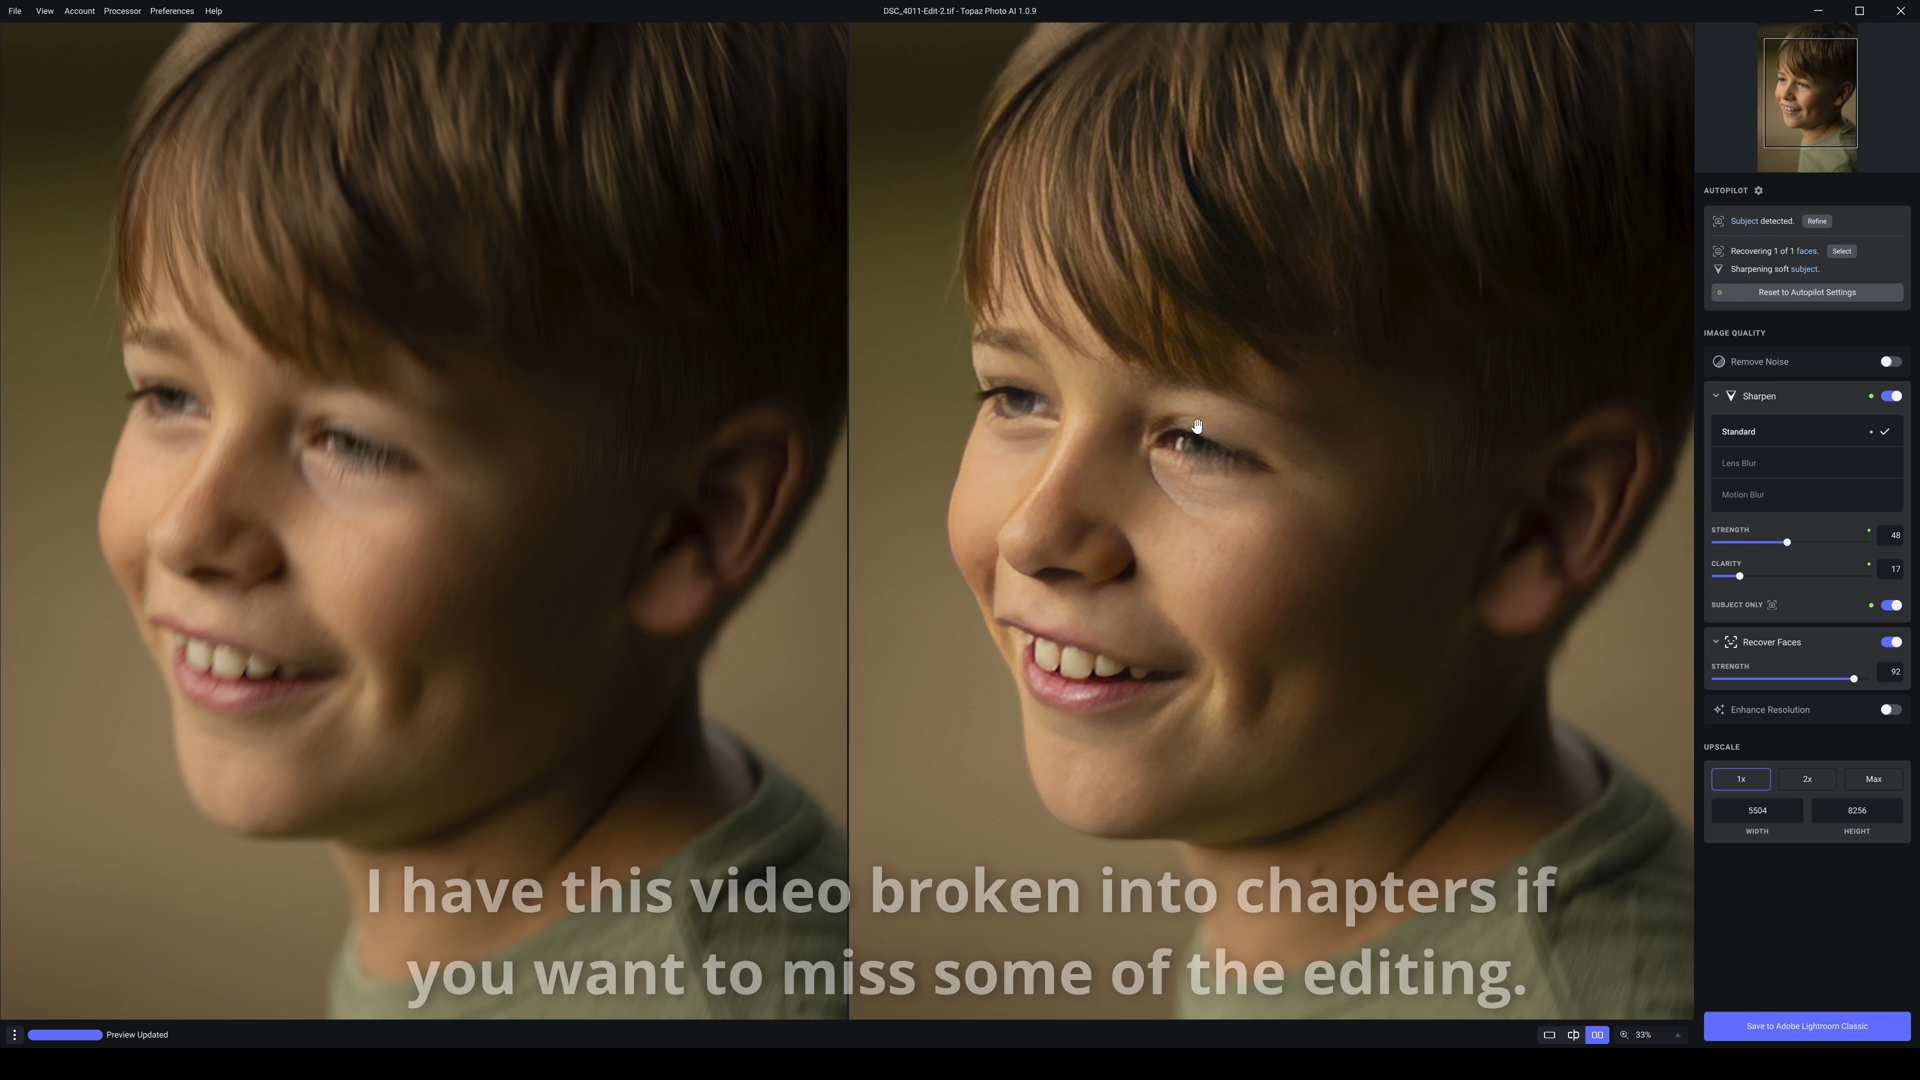 File View Account Processor Preferences Help
DSC_4011-Edit-2.tif - Topaz Photo AI 1.0.9
AUTOPILOT
Subject detected. Refine
Recovering 1 of 1 faces. Select
Sharpening soft subject.
Reset to Autopilot Settings
IMAGE QUALITY
Remove Noise
Sharpen
Standard
Lens Blur
Motion Blur
STRENGTH
48
CLARITY
17
SUBJECT ONLY
Recover Faces
STRENGTH
92
Enhance Resolution
UPSCALE
1x 2x Max
5504 8256
WIDTH HEIGHT
I have this video broken into chapters if
you want to miss some of the editing.
Preview Updated
33%
Save to Adobe Lightroom Classic